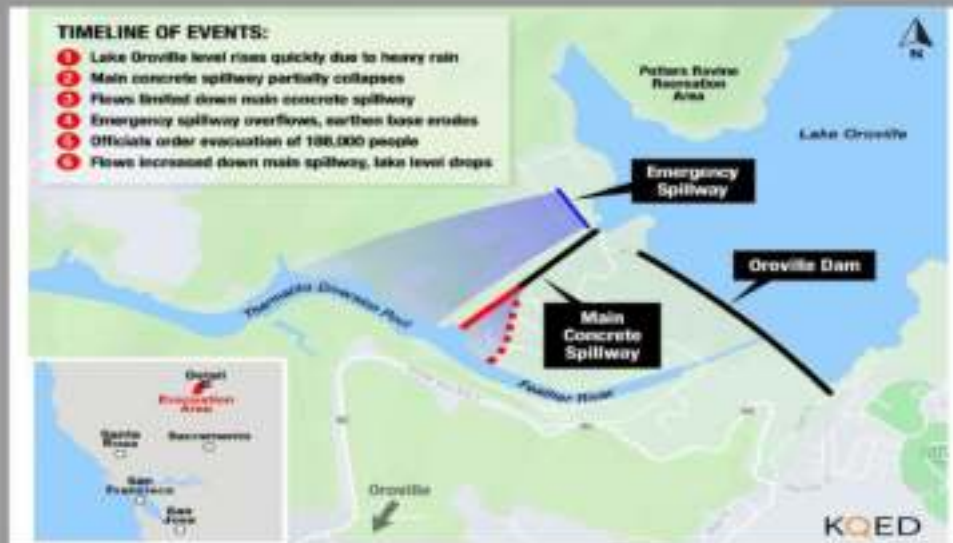 TIMELINE OF EVENTS:
1 Lake Oroville level rises quickly due to heavy rain
2 Main concrete spillway partially collapses
3 Flows limited down main concrete spillway
4 Emergency spillway overflows, earthen base erodes
5 Officials order evacuation of 188,000 people
6 Flows increased down main spillway, lake level drops
N
Potters Ravine
Recreation
Area
Lake Oroville
Emergency
Spillway
Oroville Dam
Thermalito Diversion Pool
Main
Concrete
Spillway
Feather River
Detail
Evacuation
Area
Santa
Rosa
Sacramento
San
Francisco
San
Jose
Oroville
KQED